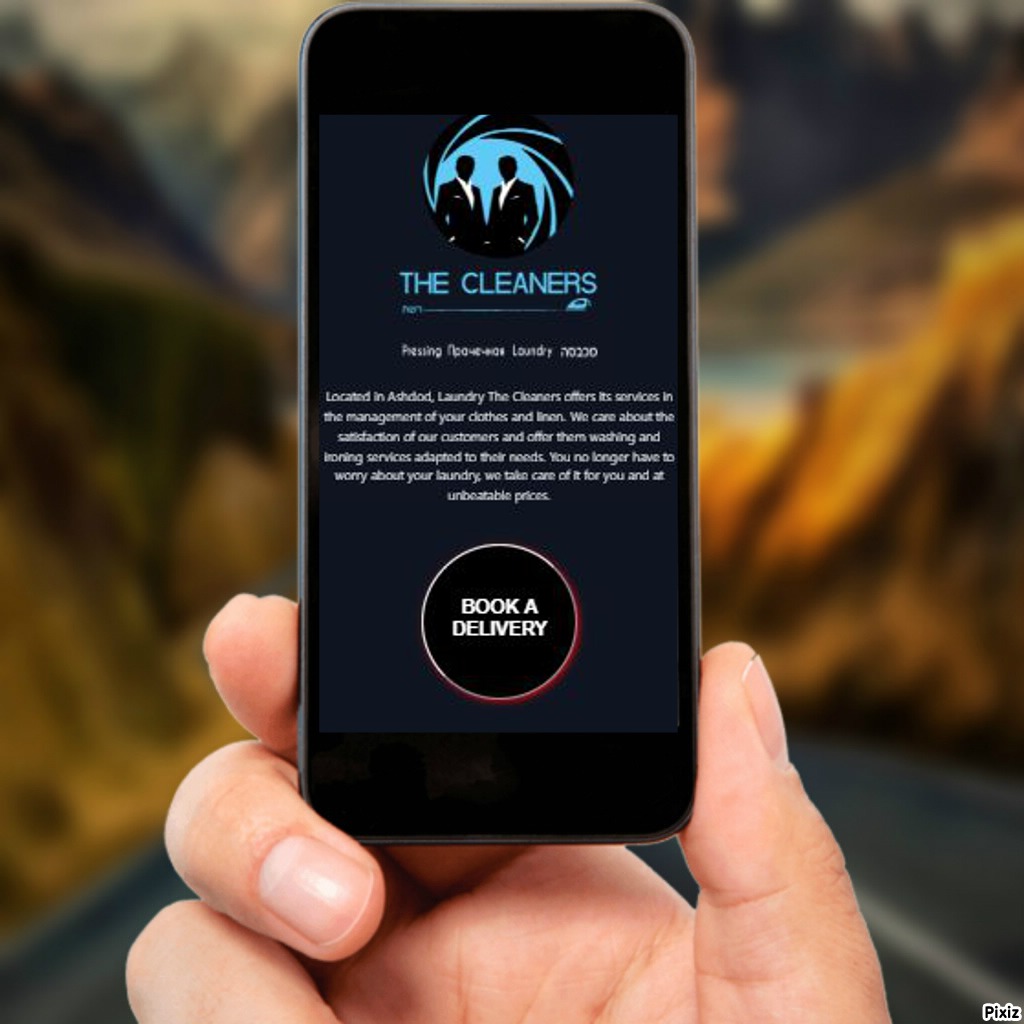 THE CLEANERS
רשת
Pressing Прачечная Laundry מכבסה
Located in Ashdod, Laundry The Cleaners offers its services in
the management of your clothes and linen. We care about the
satisfaction of our customers and offer them washing and
ironing services adapted to their needs. You no longer have to
worry about your laundry, we take care of it for you and at
unbeatable prices.
BOOK A
DELIVERY
Pixiz